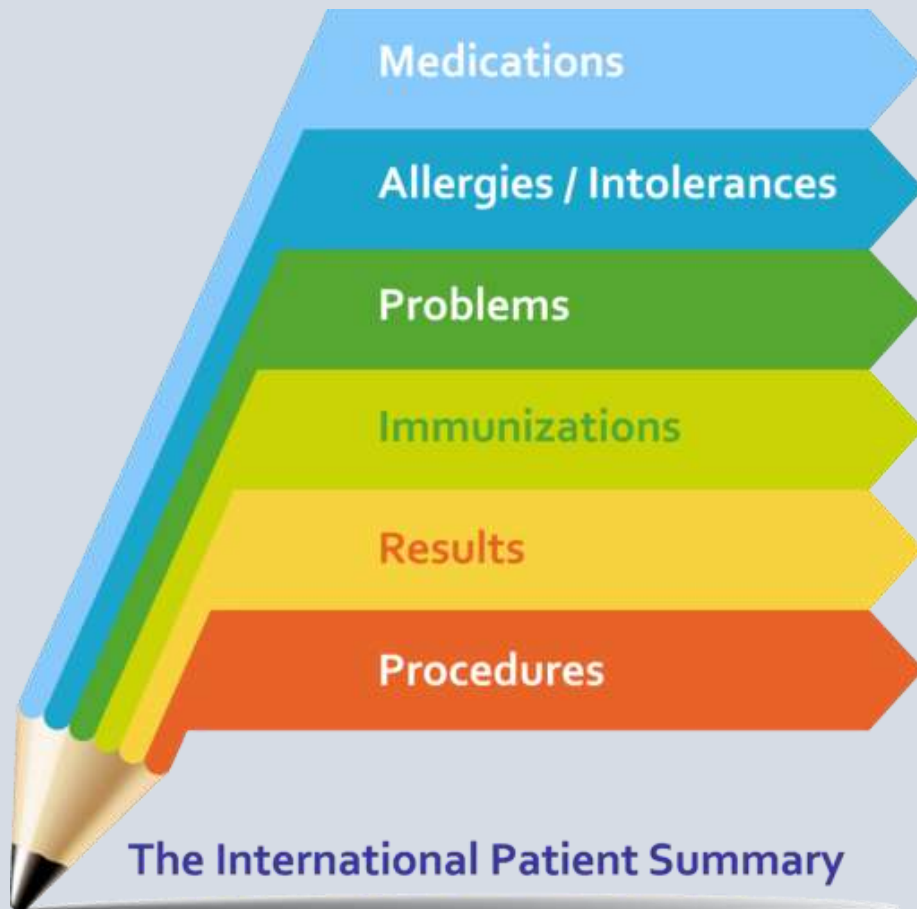 Medications
Allergies / Intolerances
Problems
Immunizations
Results
Procedures
The International Patient Summary